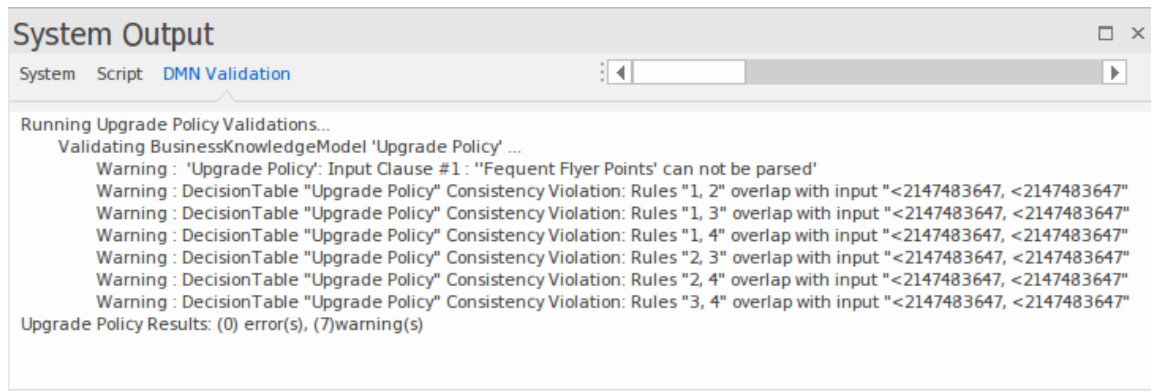 System Output
System Script DMN Validation
Running Upgrade Policy Validations...
Validating BusinessKnowledgeModel 'Upgrade Policy' ...
Warning : 'Upgrade Policy': Input Clause #1 : ''Fequent Flyer Points' can not be parsed'
Warning : DecisionTable "Upgrade Policy" Consistency Violation: Rules "1, 2" overlap with input "<2147483647, <2147483647"
Warning : DecisionTable "Upgrade Policy" Consistency Violation: Rules "1, 3" overlap with input "<2147483647, <2147483647"
Warning : DecisionTable "Upgrade Policy" Consistency Violation: Rules "1, 4" overlap with input "<2147483647, <2147483647"
Warning : DecisionTable "Upgrade Policy" Consistency Violation: Rules "2, 3" overlap with input "<2147483647, <2147483647"
Warning : DecisionTable "Upgrade Policy" Consistency Violation: Rules "2, 4" overlap with input "<2147483647, <2147483647"
Warning : DecisionTable "Upgrade Policy" Consistency Violation: Rules "3, 4" overlap with input "<2147483647, <2147483647"
Upgrade Policy Results: (0) error(s), (7)warning(s)